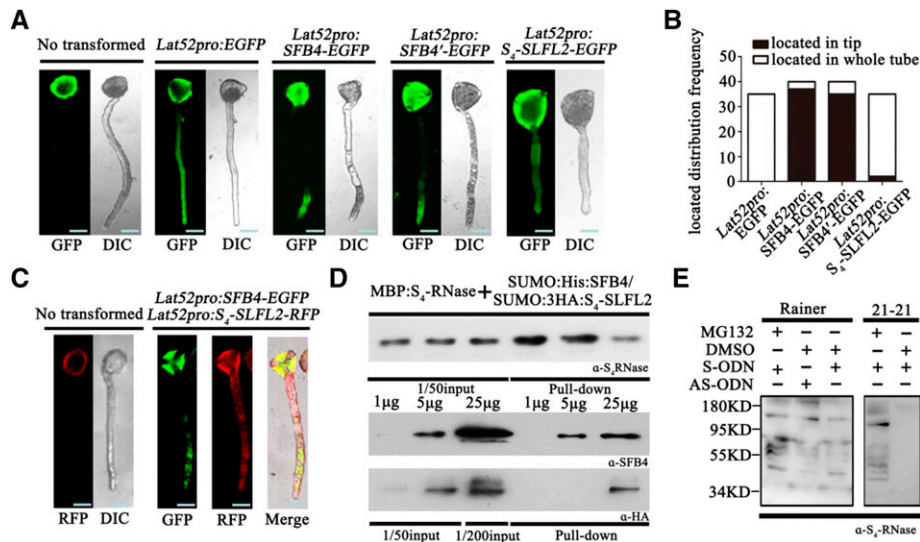 A
No transformed
Lat52pro:EGFP
Lat52pro:
SFB4-EGFP
Lat52pro:
SFB4'-EGFP
Lat52pro:
S₄-SLFL2-EGFP
GFP DIC GFP DIC GFP DIC GFP DIC GFP DIC
B
located in tip
located in whole tube
located distribution frequency
50
40
30
20
10
0
Lat52pro:
EGFP
Lat52pro:
SFB4-EGFP
Lat52pro:
SFB4'-EGFP
Lat52pro:
S₄-SLFL2-EGFP
C
No transformed
Lat52pro:SFB4-EGFP
Lat52pro:S₄-SLFL2-RFP
RFP DIC GFP RFP Merge
D
MBP:S₄-RNase+
SUMO:His:SFB4/
SUMO:3HA:S₄-SLFL2
α-S₄RNase
1/50input Pull-down
1μg 5μg 25μg 1μg 5μg 25μg
α-SFB4
α-HA
1/50input 1/200input Pull-down
E
Rainer 21-21
MG132 + +
DMSO + + +
S-ODN + + + +
AS-ODN +
180KD
95KD
55KD
34KD
α-S₄-RNase